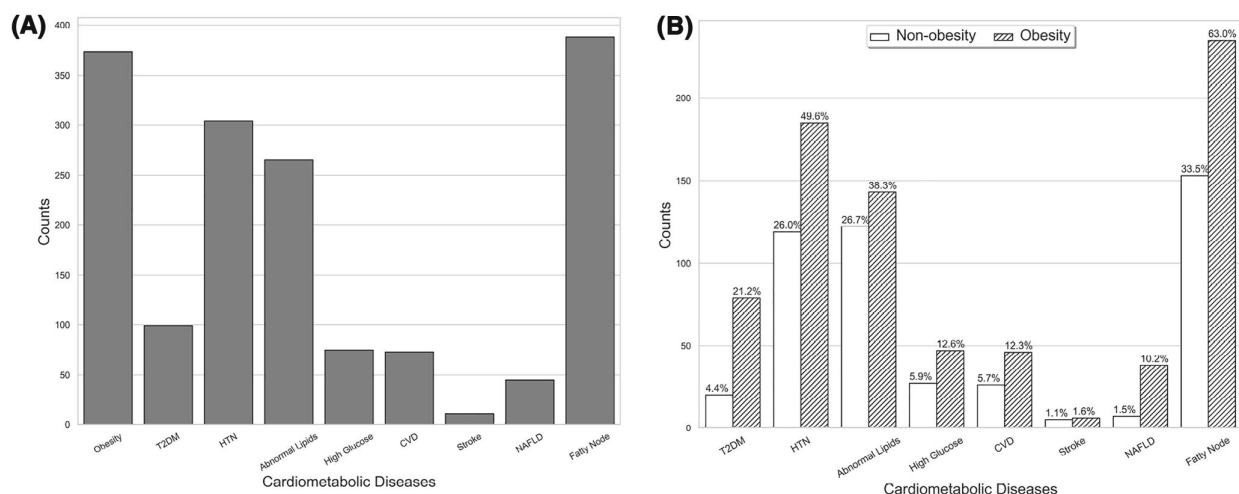 (A)
400
350
300
250
200
150
100
50
0
Counts
Obesity
T2DM
HTN
Abnormal Lipids
High Glucose
CVD
Stroke
NAFLD
Fatty Node
Cardiometabolic Diseases
(B)
Non-obesity
Obesity
200
150
100
50
0
Counts
4.4%
21.2%
26.0%
49.6%
26.7%
38.3%
5.9%
12.6%
5.7%
12.3%
1.1%
1.6%
1.5%
10.2%
33.5%
63.0%
T2DM
HTN
Abnormal Lipids
High Glucose
CVD
Stroke
NAFLD
Fatty Node
Cardiometabolic Diseases